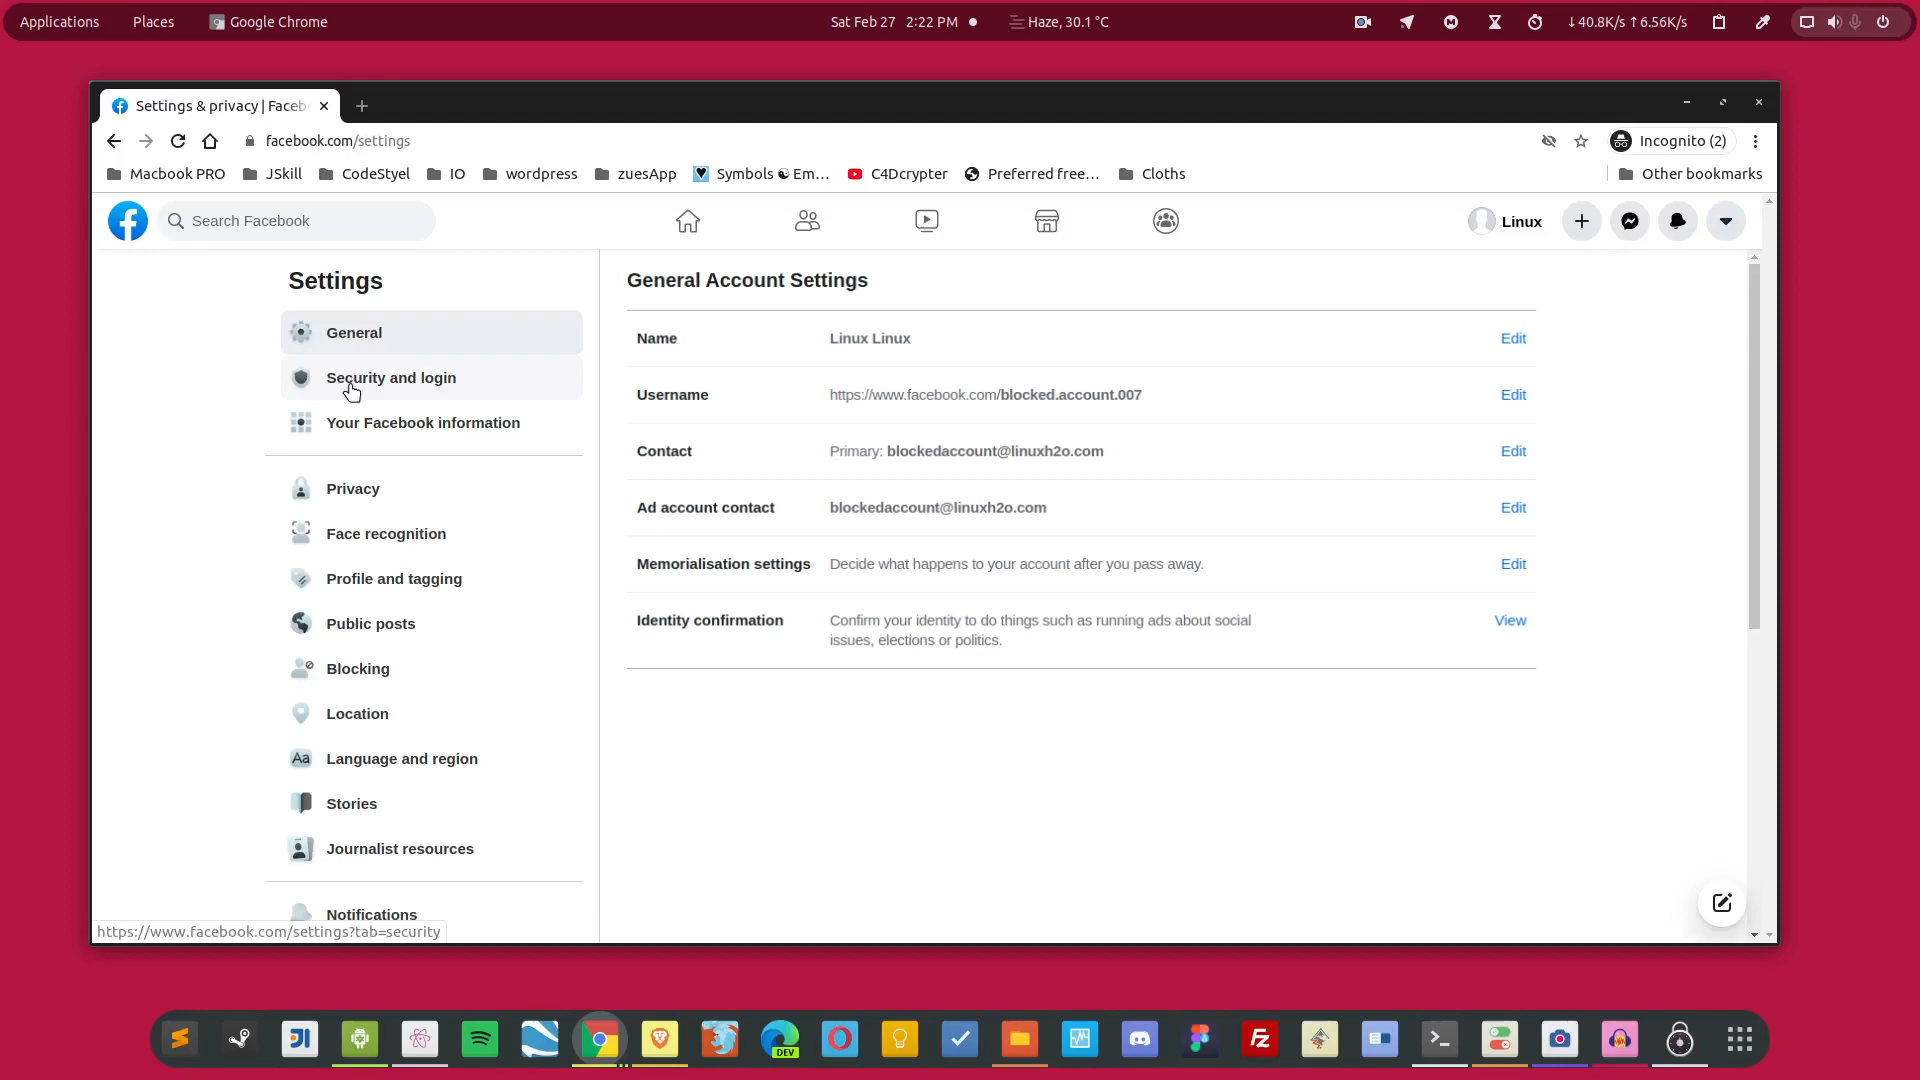 Applications Places Google Chrome Sat Feb 27 2:22 PM Haze, 30.1 °C ↓40.8K/s ↑6.56K/s
Settings & privacy | Faceb
facebook.com/settings Incognito (2)
Macbook PRO JSkill CodeStyel IO wordpress zuesApp Symbols ☯ Em... C4Dcrypter Preferred free... Cloths Other bookmarks
Search Facebook Linux
Settings
General
Security and login
Your Facebook information
Privacy
Face recognition
Profile and tagging
Public posts
Blocking
Location
Aa Language and region
Stories
Journalist resources
Notifications
https://www.facebook.com/settings?tab=security
General Account Settings
Name Linux Linux Edit
Username https://www.facebook.com/blocked.account.007 Edit
Contact Primary: blockedaccount@linuxh2o.com Edit
Ad account contact blockedaccount@linuxh2o.com Edit
Memorialisation settings Decide what happens to your account after you pass away. Edit
Identity confirmation Confirm your identity to do things such as running ads about social View
issues, elections or politics.
DEV
Fz